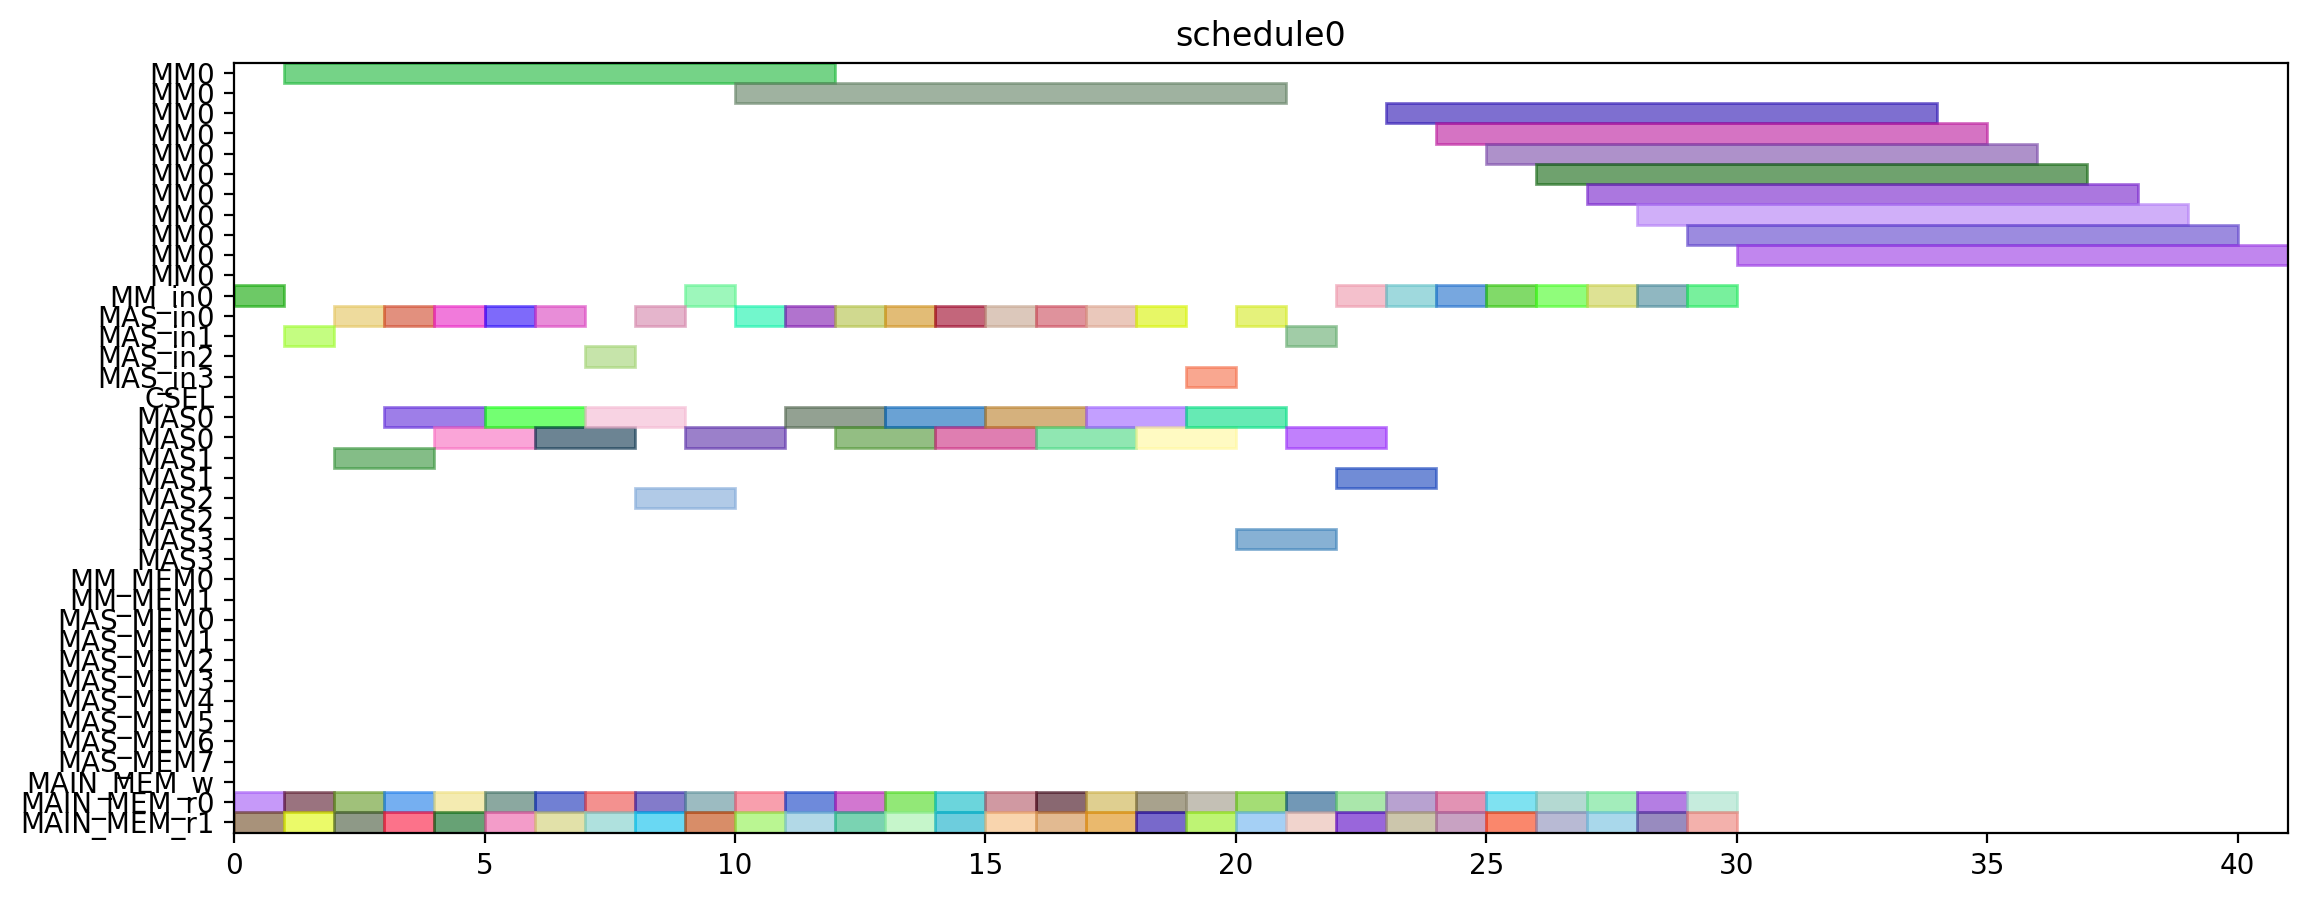 schedule0
MM0
MM0
MM0
MM0
MM0
MM0
MM0
MM0
MM0
MM0
MM0
MM_in0
MAS_in0
MAS_in1
MAS_in2
MAS_in3
CSEL
MAS0
MAS0
MAS1
MAS1
MAS2
MAS2
MAS3
MAS3
MM_MEM0
MM_MEM1
MAS_MEM0
MAS_MEM1
MAS_MEM2
MAS_MEM3
MAS_MEM4
MAS_MEM5
MAS_MEM6
MAS_MEM7
MAIN_MEM_w
MAIN_MEM_r0
MAIN_MEM_r1
0 5 10 15 20 25 30 35 40